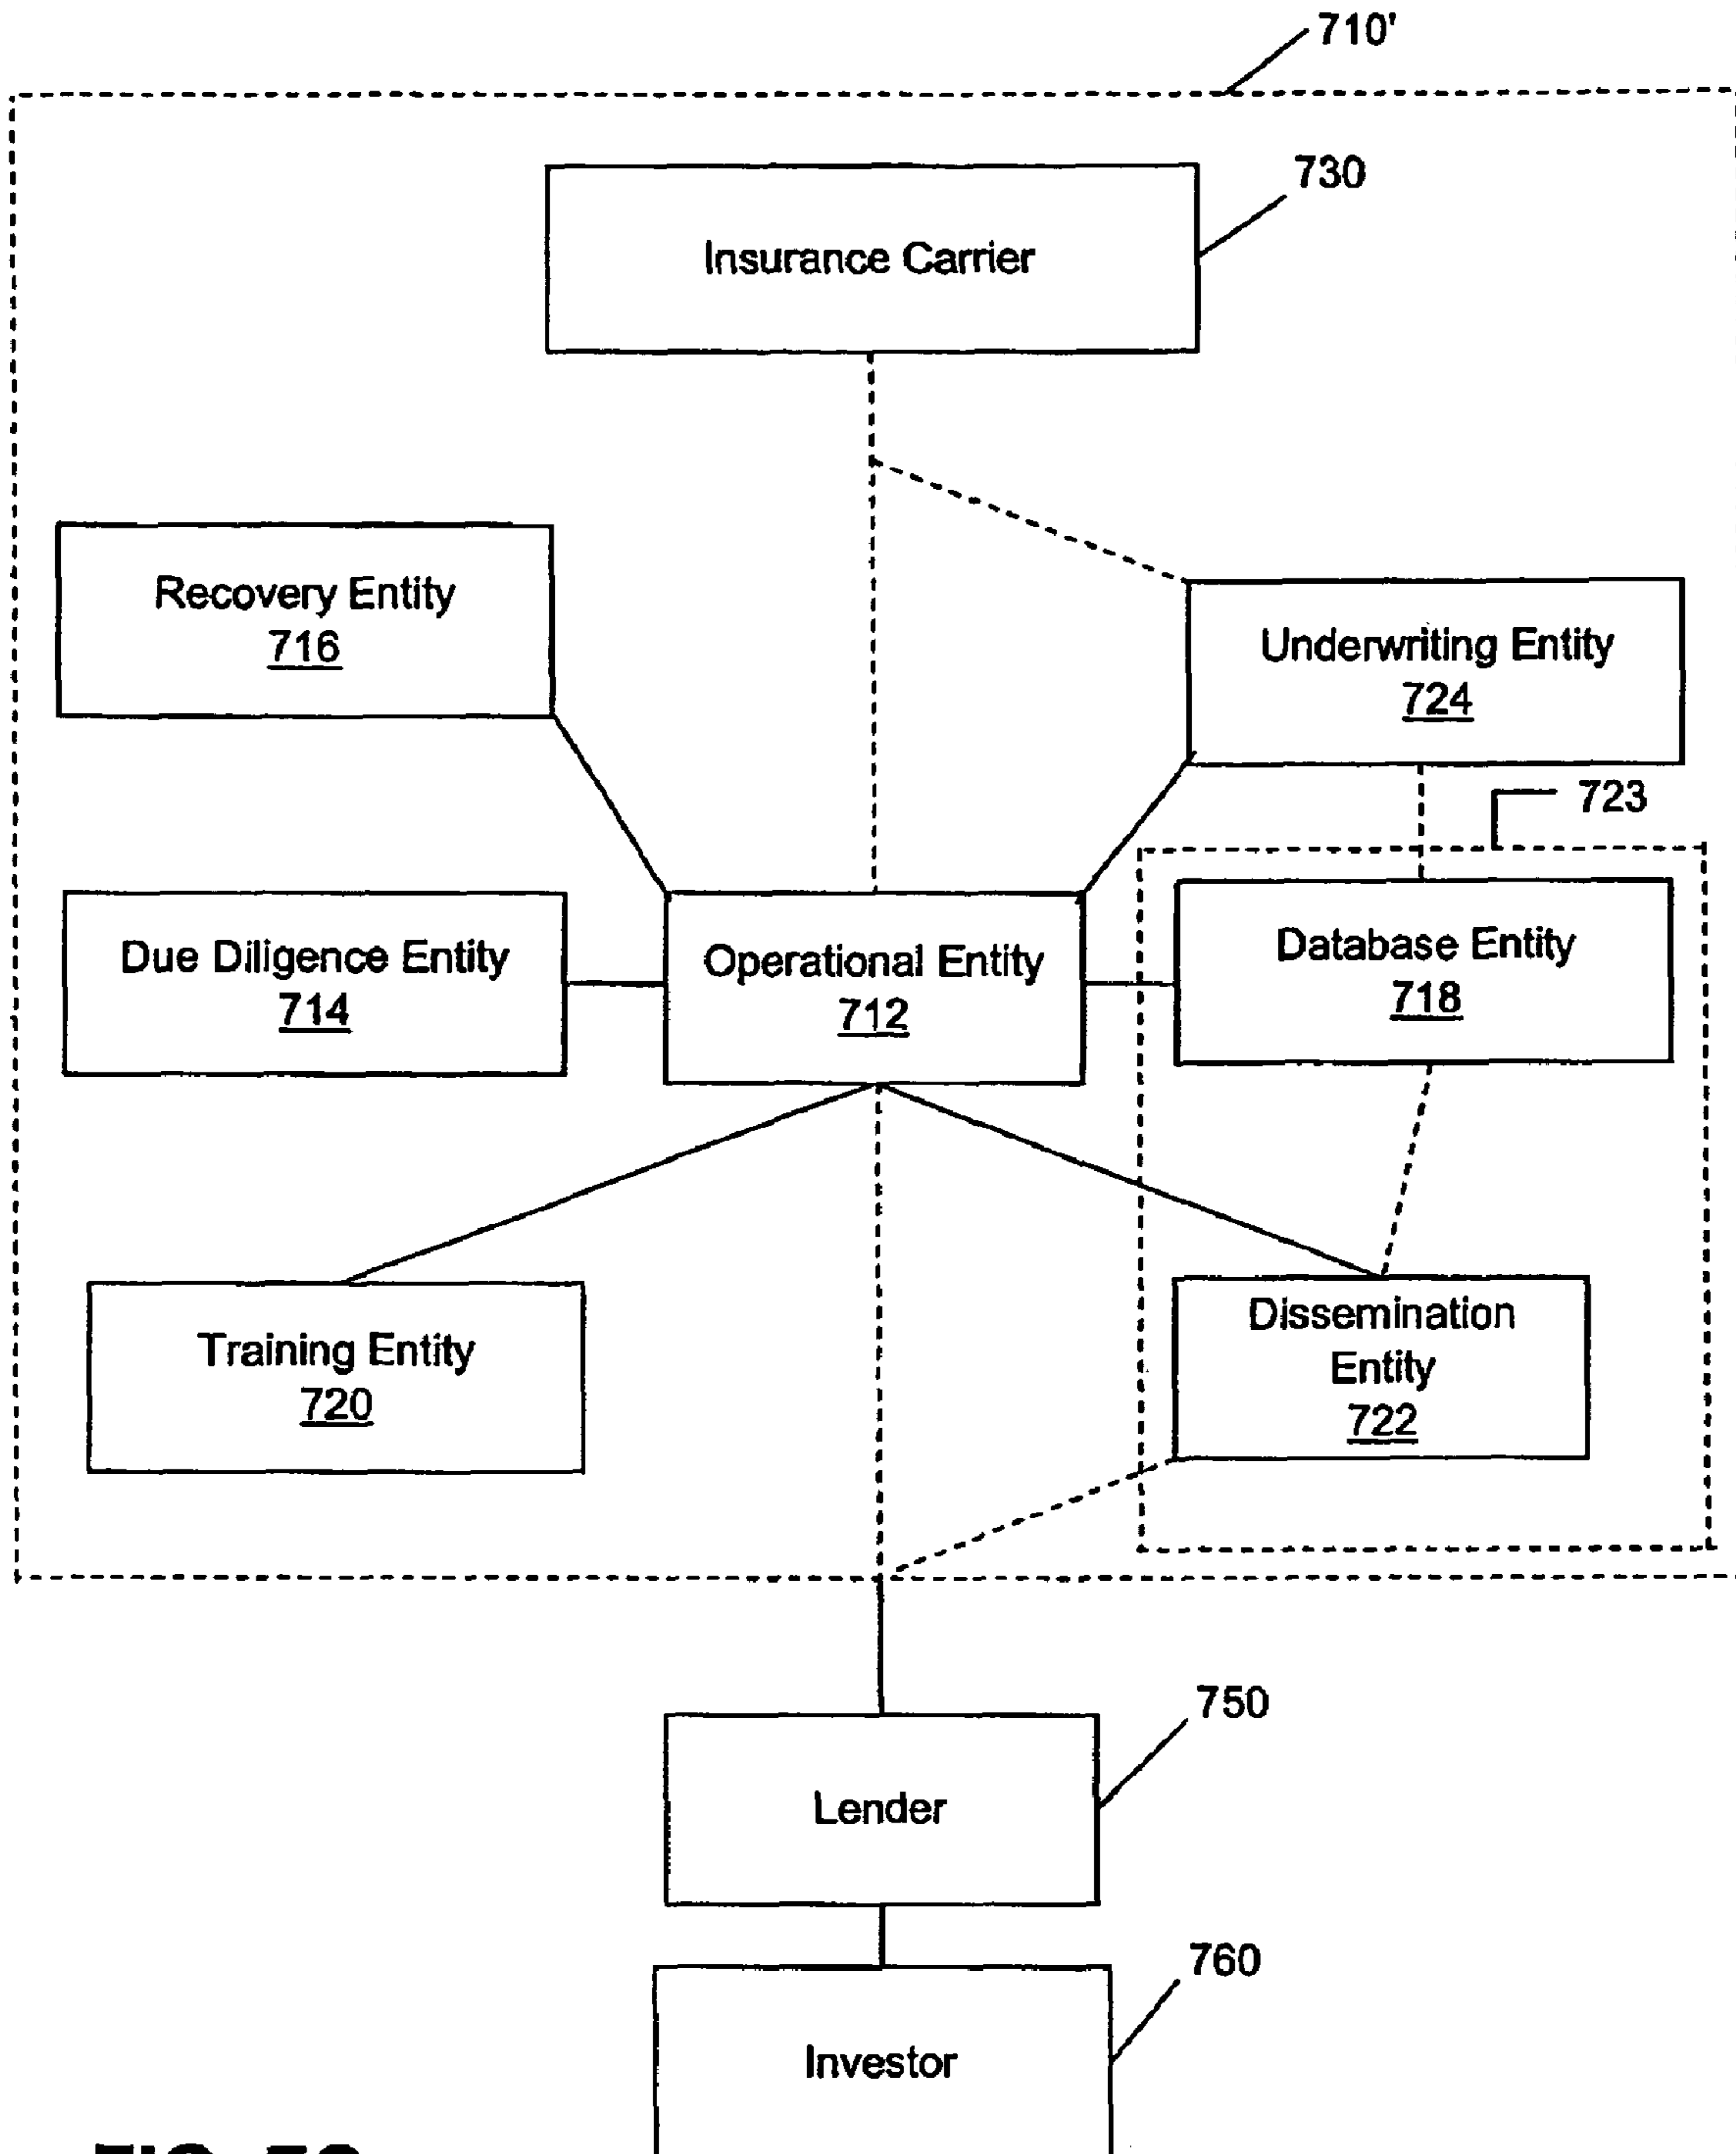 710'
730
Insurance Carrier
Recovery Entity
716
Underwriting Entity
724
723
Due Diligence Entity
714
Operational Entity
712
Database Entity
718
Training Entity
720
Dissemination
Entity
722
750
Lender
760
Investor